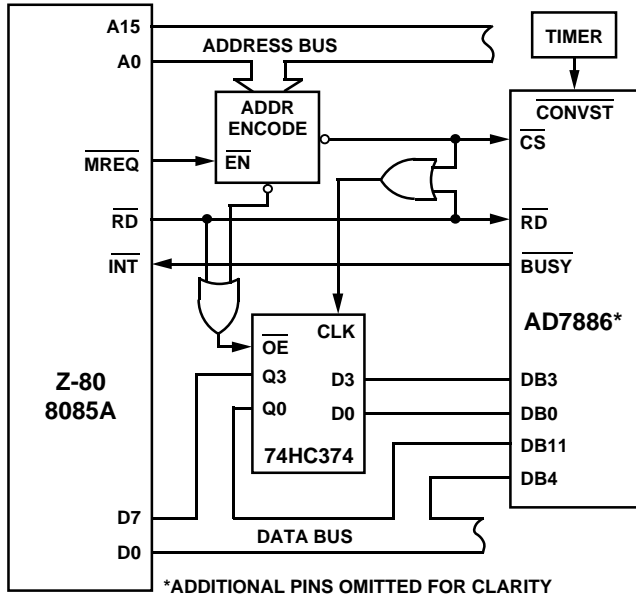 A15
ADDRESS BUS
A0
TIMER
ADDR
ENCODE
CONVST
CS
MREQ
EN
RD
RD
INT
BUSY
AD7886*
CLK
OE
Z-80
8085A
Q3
D3
DB3
Q0
D0
DB0
74HC374
DB11
DB4
D7
DATA BUS
D0
*ADDITIONAL PINS OMITTED FOR CLARITY